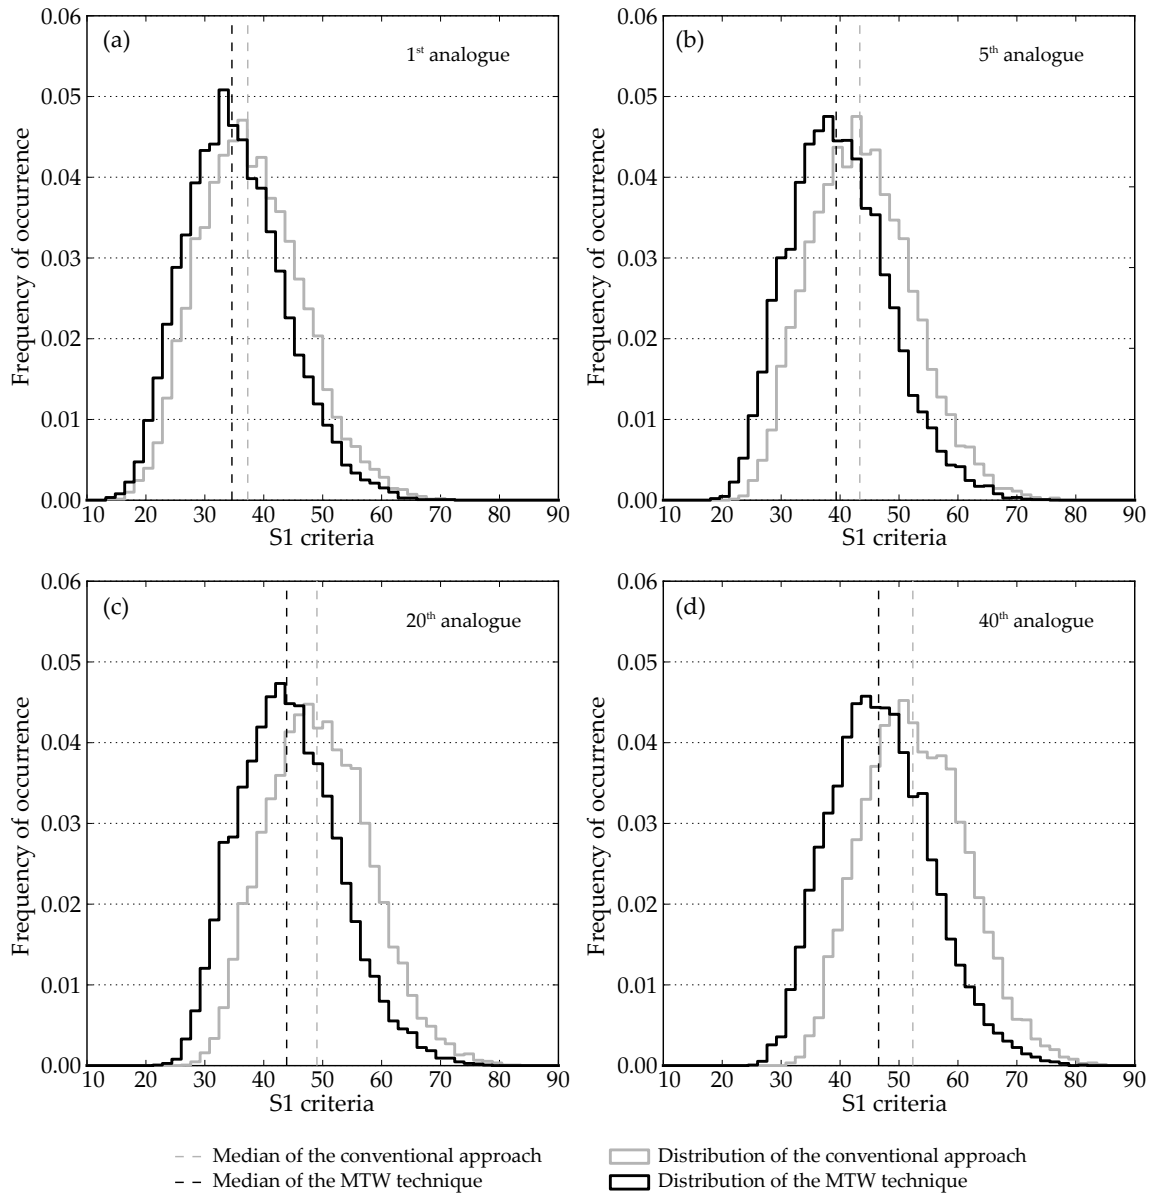 (a)
1st analogue
0.06
0.05
0.04
0.03
0.02
0.01
0.00
Frequency of occurrence
10 20 30 40 50 60 70 80 90
S1 criteria
(b)
5th analogue
0.06
0.05
0.04
0.03
0.02
0.01
0.00
Frequency of occurrence
10 20 30 40 50 60 70 80 90
S1 criteria
(c)
20th analogue
0.06
0.05
0.04
0.03
0.02
0.01
0.00
Frequency of occurrence
10 20 30 40 50 60 70 80 90
S1 criteria
(d)
40th analogue
0.06
0.05
0.04
0.03
0.02
0.01
0.00
Frequency of occurrence
10 20 30 40 50 60 70 80 90
S1 criteria
Median of the conventional approach
Median of the MTW technique
Distribution of the conventional approach
Distribution of the MTW technique